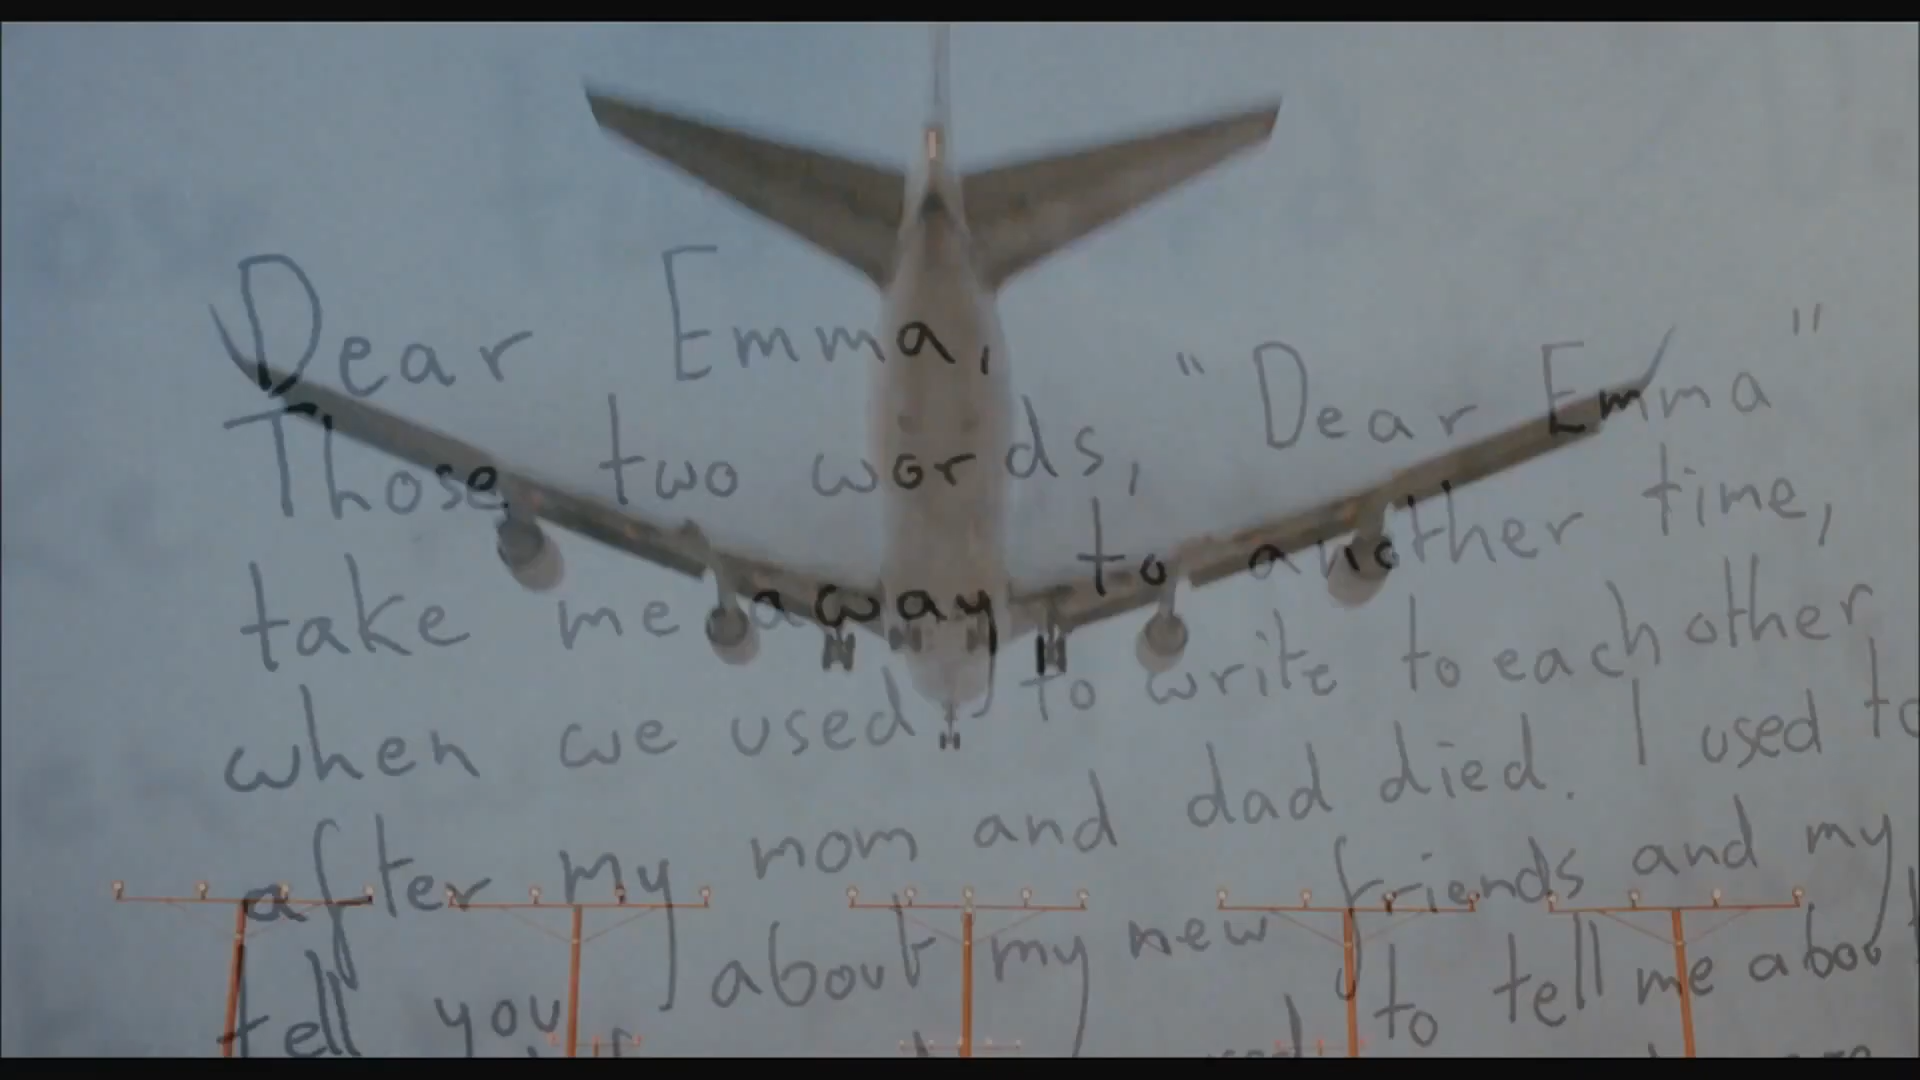 Dear Emma,
Those two words, "Dear Emma"
take me away to another time,
when we used to write to each other
after my mom and dad died. I used to
tell you about my new friends and my
to tell me about